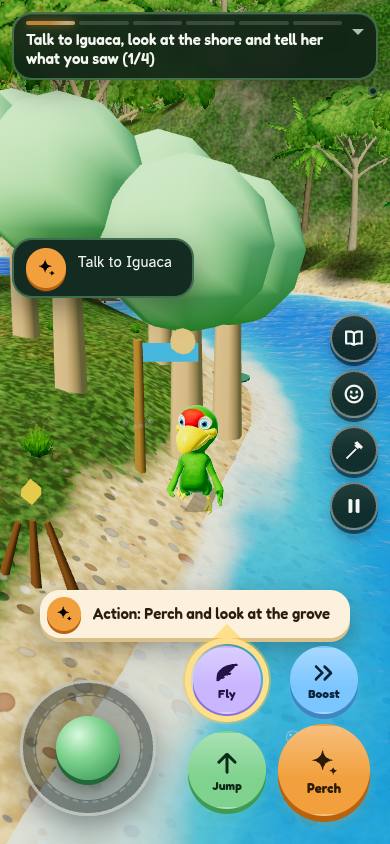 Talk to Iguaca, look at the shore and tell her
what you saw (1/4)
Talk to Iguaca
Action: Perch and look at the grove
Fly
Boost
Jump
Perch